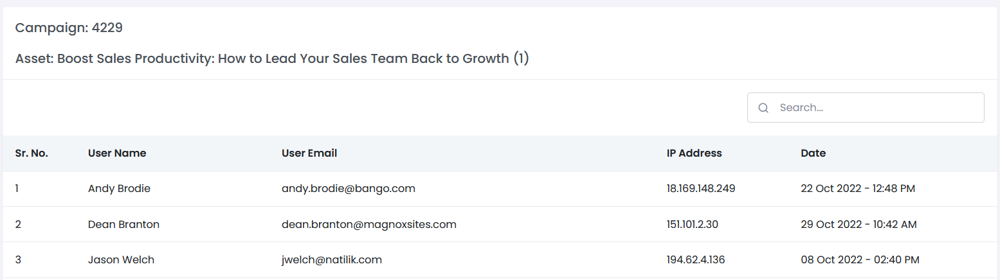 Campaign: 4229
Asset: Boost Sales Productivity: How to Lead Your Sales Team Back to Growth (1)
Search...
Sr. No. User Name User Email IP Address Date
1 Andy Brodie andy.brodie@bango.com 18.169.148.249 22 Oct 2022 - 12:48 PM
2 Dean Branton dean.branton@magnoxsites.com 151.101.2.30 29 Oct 2022 - 10:42 AM
3 Jason Welch jwelch@natilik.com 194.62.4.136 08 Oct 2022 - 02:40 PM